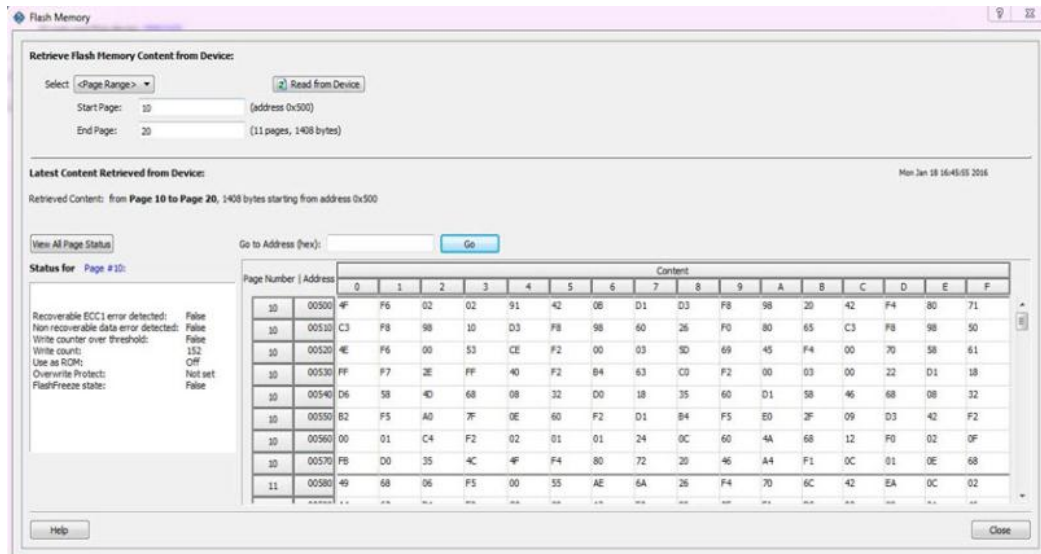 Flash Memory
Retrieve Flash Memory Content from Device:
Select <Page Range> Read from Device
Start Page: 10 (address 0x500)
End Page: 20 (11 pages, 1408 bytes)
Latest Content Retrieved from Device: Mon Jan 18 16:45:55 2016
Retrieved Content: from Page 10 to Page 20, 1408 bytes starting from address 0x500
View All Page Status Go to Address (hex): Go
Status for Page #10:
Recoverable ECC1 error detected: False
Non recoverable data error detected: False
Write counter over threshold: False
Write count: 152
Use as ROM: Off
Overwrite Protect: Not set
FlashFreeze state: False
Page Number | Address Content
0 1 2 3 4 5 6 7 8 9 A B C D E F
10 00500 4F F6 02 02 91 42 0B D1 D3 F8 98 20 42 F4 80 71
10 00510 C3 F8 98 10 D3 F8 98 60 26 F0 80 65 C3 F8 98 50
10 00520 4E F6 00 53 CE F2 00 03 5D 69 45 F4 00 70 58 61
10 00530 FF F7 2E FF 40 F2 B4 63 C0 F2 00 03 00 22 D1 18
10 00540 D6 58 4D 68 08 32 D0 18 35 60 D1 58 46 68 08 32
10 00550 B2 F5 A0 7F 0E 60 F2 D1 B4 F5 E0 2F 09 D3 42 F2
10 00560 00 01 C4 F2 02 01 01 24 0C 60 4A 68 12 F0 02 0F
10 00570 FB D0 35 4C 4F F4 80 72 20 46 A4 F1 0C 01 0E 68
11 00580 49 68 06 F5 00 55 AE 6A 26 F4 70 6C 42 EA 0C 02
Help Close